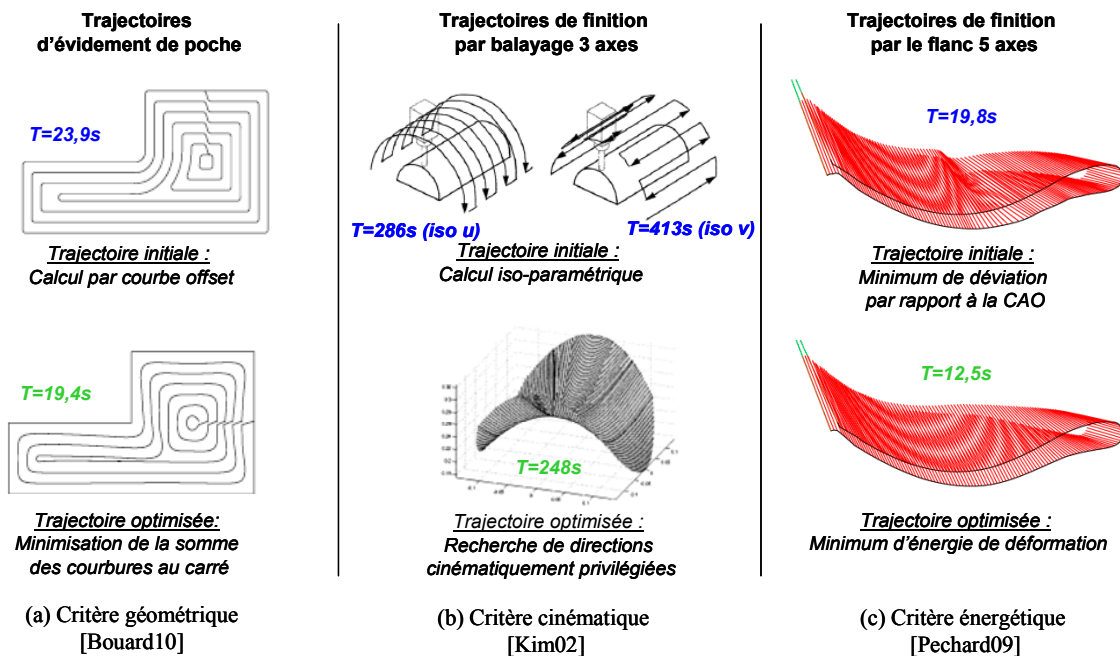 Trajectoires
d'évidement de poche
T=23,9s
Trajectoire initiale :
Calcul par courbe offset
T=19,4s
Trajectoire optimisée:
Minimisation de la somme
des courbures au carré
(a) Critère géométrique
[Bouard10]
Trajectoires de finition
par balayage 3 axes
T=286s (iso u)
T=413s (iso v)
Trajectoire initiale :
Calcul iso-paramétrique
T=248s
Trajectoire optimisée :
Recherche de directions
cinématiquement privilégiées
(b) Critère cinématique
[Kim02]
Trajectoires de finition
par le flanc 5 axes
T=19,8s
Trajectoire initiale :
Minimum de déviation
par rapport à la CAO
T=12,5s
Trajectoire optimisée :
Minimum d'énergie de déformation
(c) Critère énergétique
[Pechard09]